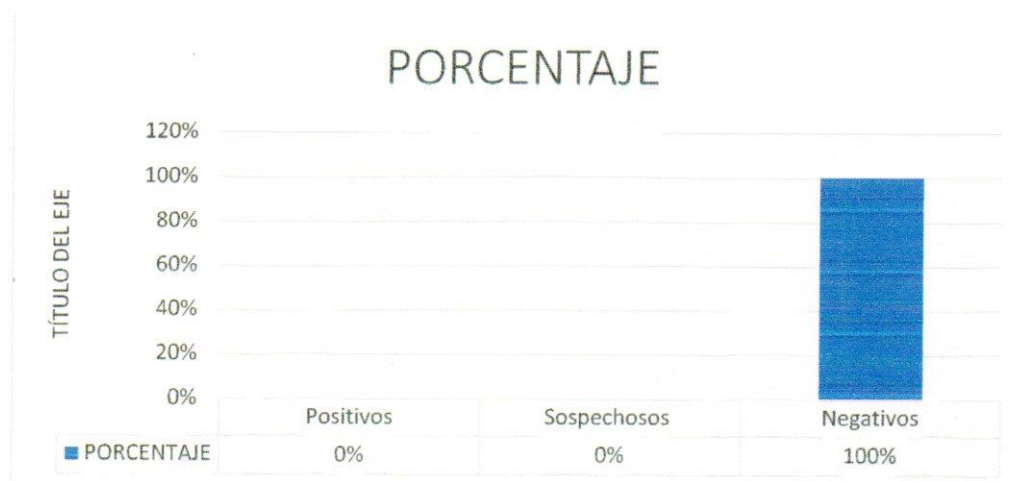 PORCENTAJE
120%
100%
80%
60%
40%
20%
0%
TÍTULO DEL EJE
Positivos Sospechosos Negativos
PORCENTAJE 0% 0% 100%